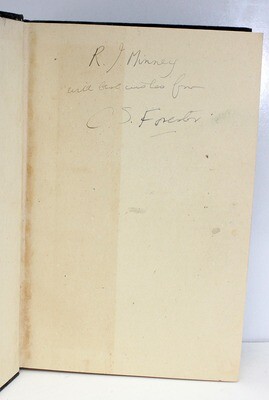 R. J. Minney
with best wishes from
C. S. Forester